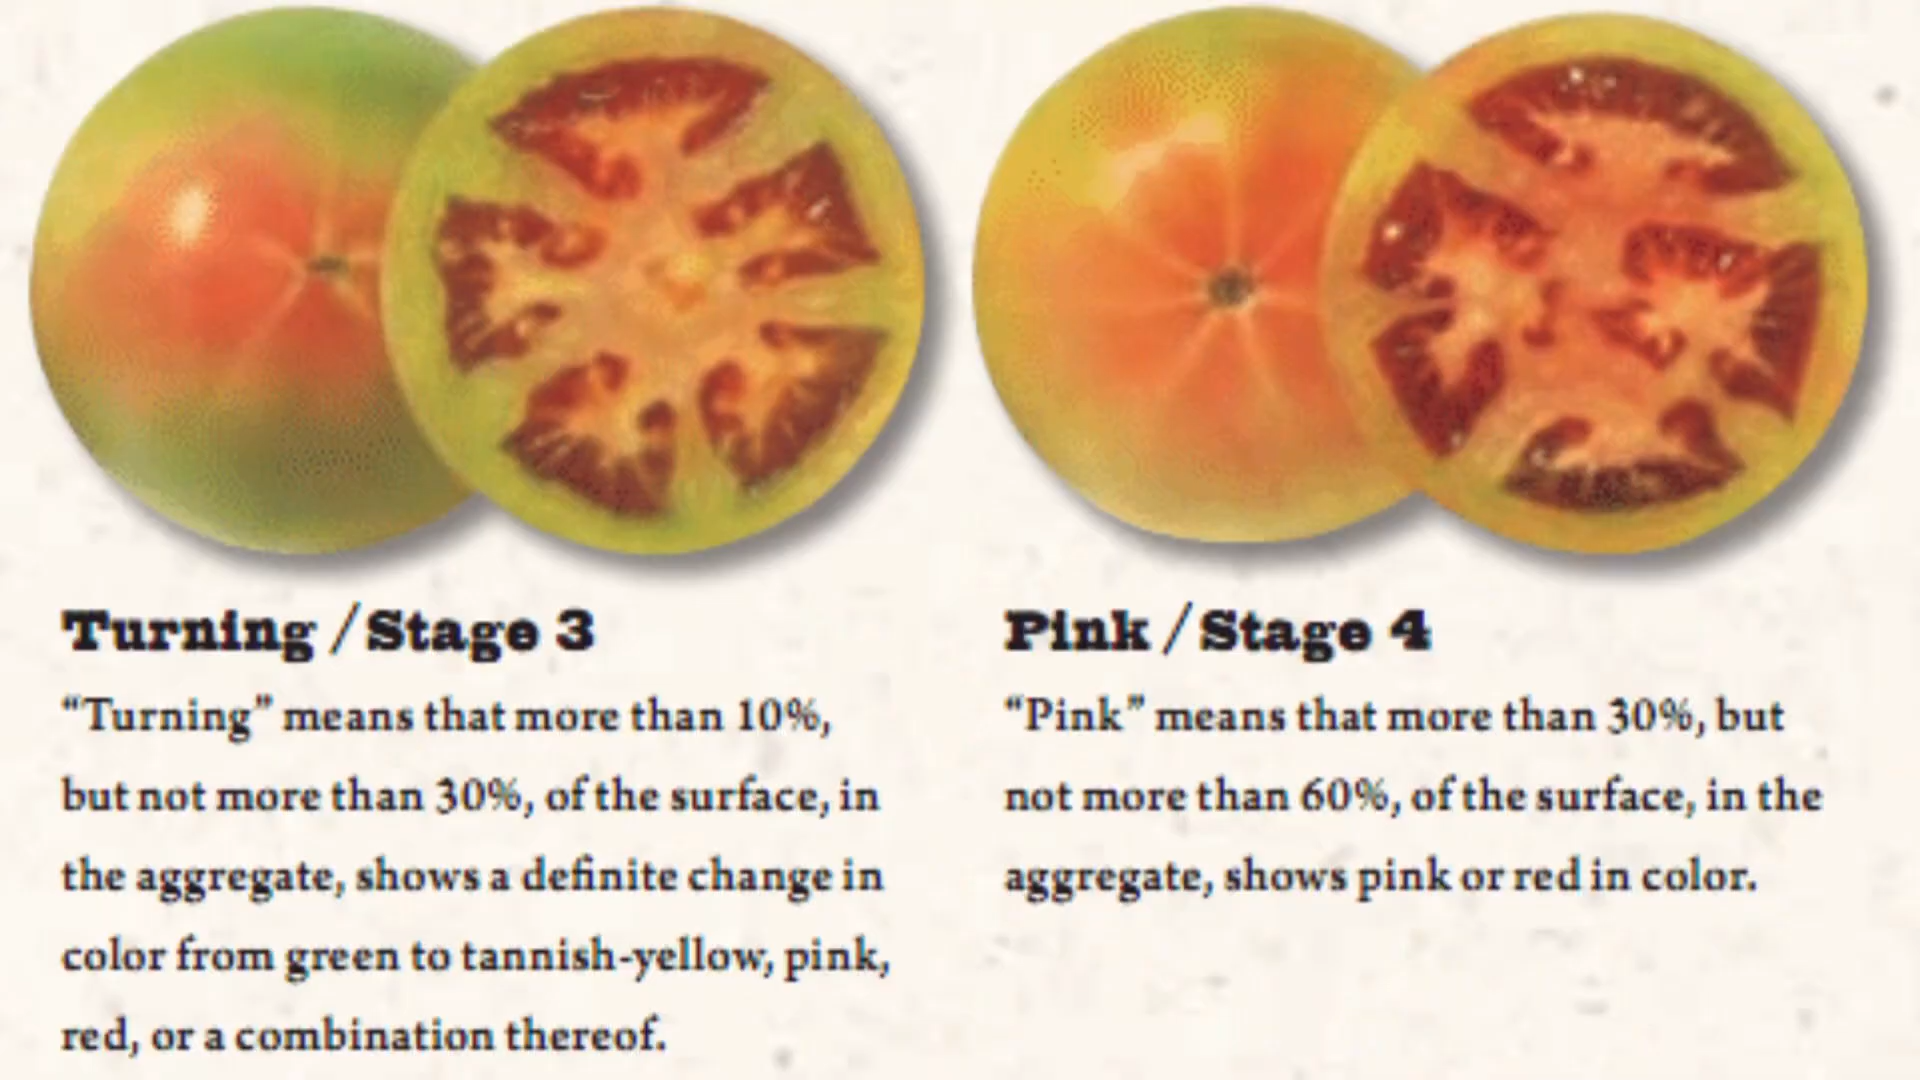 Turning / Stage 3
“Turning” means that more than 10%,
but not more than 30%, of the surface, in
the aggregate, shows a definite change in
color from green to tannish-yellow, pink,
red, or a combination thereof.
Pink / Stage 4
“Pink” means that more than 30%, but
not more than 60%, of the surface, in the
aggregate, shows pink or red in color.